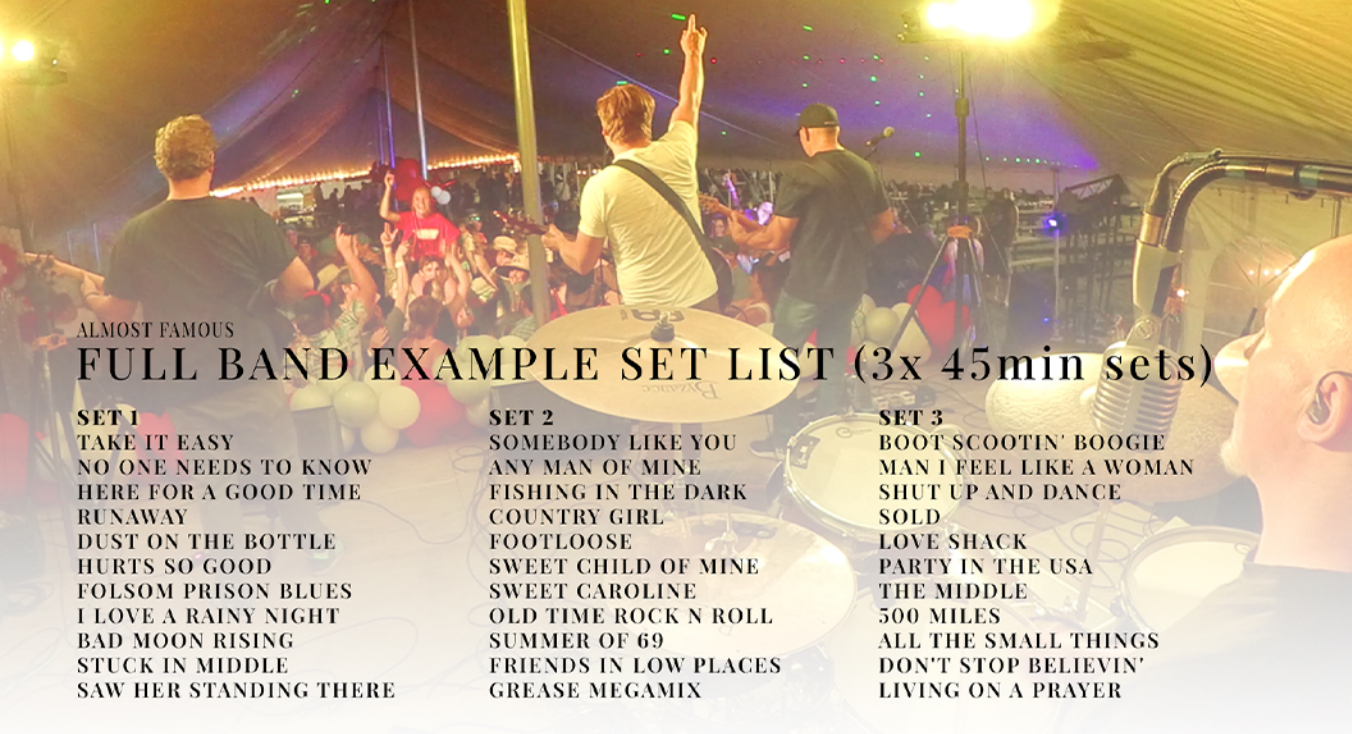 ALMOST FAMOUS
FULL BAND EXAMPLE SET LIST (3x 45min sets)
SET 1
TAKE IT EASY
NO ONE NEEDS TO KNOW
HERE FOR A GOOD TIME
RUNAWAY
DUST ON THE BOTTLE
HURTS SO GOOD
FOLSOM PRISON BLUES
I LOVE A RAINY NIGHT
BAD MOON RISING
STUCK IN MIDDLE
SAW HER STANDING THERE
SET 2
SOMEBODY LIKE YOU
ANY MAN OF MINE
FISHING IN THE DARK
COUNTRY GIRL
FOOTLOOSE
SWEET CHILD OF MINE
SWEET CAROLINE
OLD TIME ROCK N ROLL
SUMMER OF 69
FRIENDS IN LOW PLACES
GREASE MEGAMIX
SET 3
BOOT SCOOTIN' BOOGIE
MAN I FEEL LIKE A WOMAN
SHUT UP AND DANCE
SOLD
LOVE SHACK
PARTY IN THE USA
THE MIDDLE
500 MILES
ALL THE SMALL THINGS
DON'T STOP BELIEVIN'
LIVING ON A PRAYER